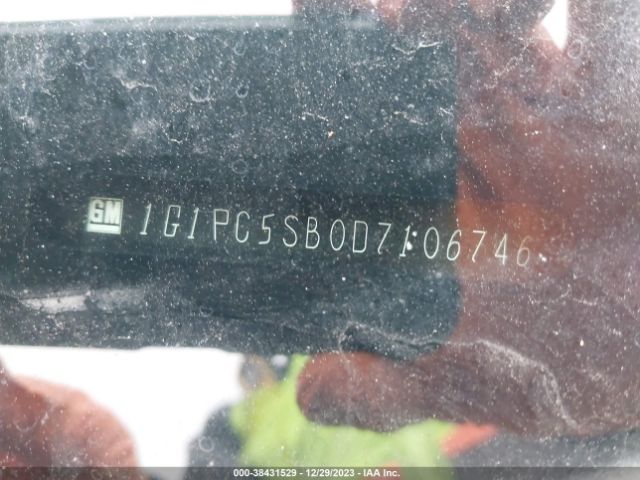 GM 1G1PC5SB0D7106746
000-38431529 - 12/29/2023 - IAA Inc.